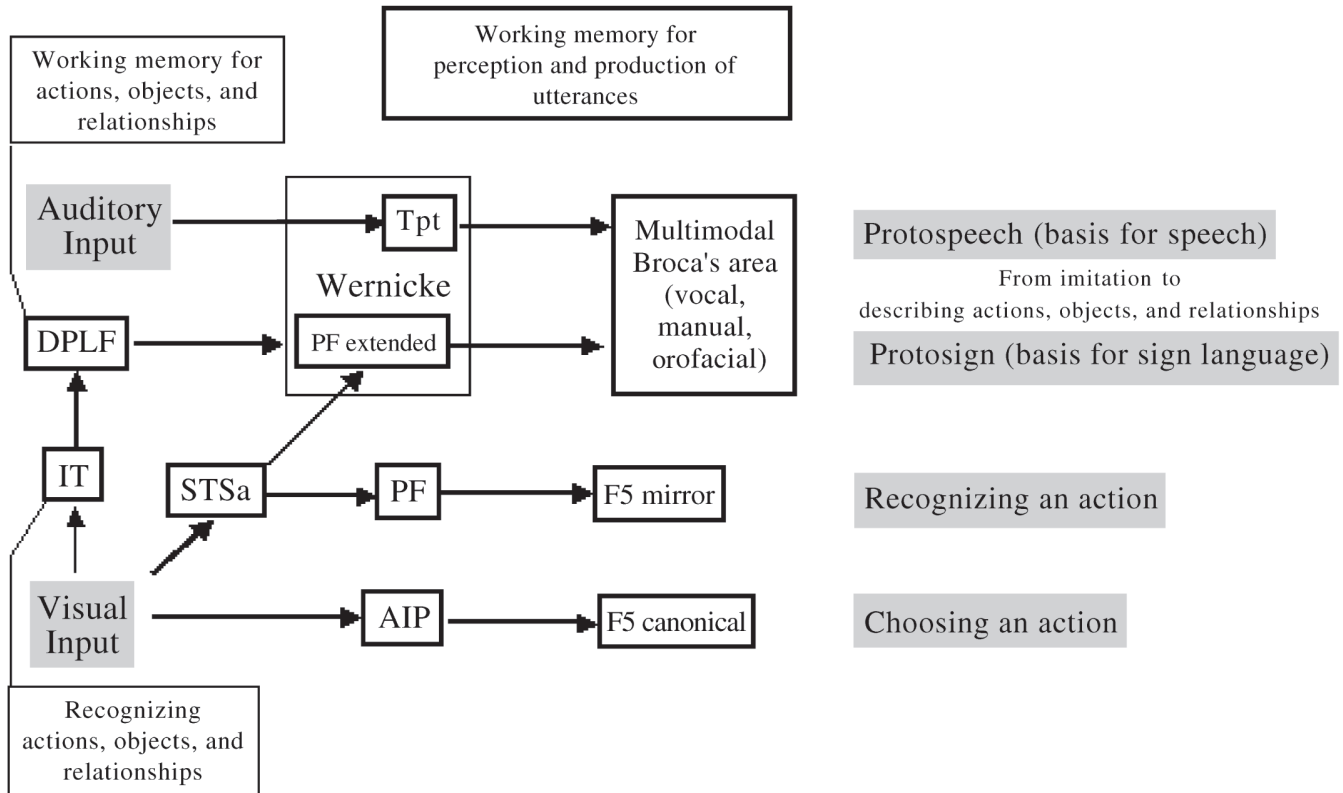 Working memory for
actions, objects, and
relationships
Working memory for
perception and production of
utterances
Auditory
Input
Tpt
Wernicke
PF extended
Multimodal
Broca's area
(vocal,
manual,
orofacial)
Protospeech (basis for speech)
From imitation to
describing actions, objects, and relationships
Protosign (basis for sign language)
DPLF
IT
STSa
PF
F5 mirror
Recognizing an action
Visual
Input
AIP
F5 canonical
Choosing an action
Recognizing
actions, objects, and
relationships